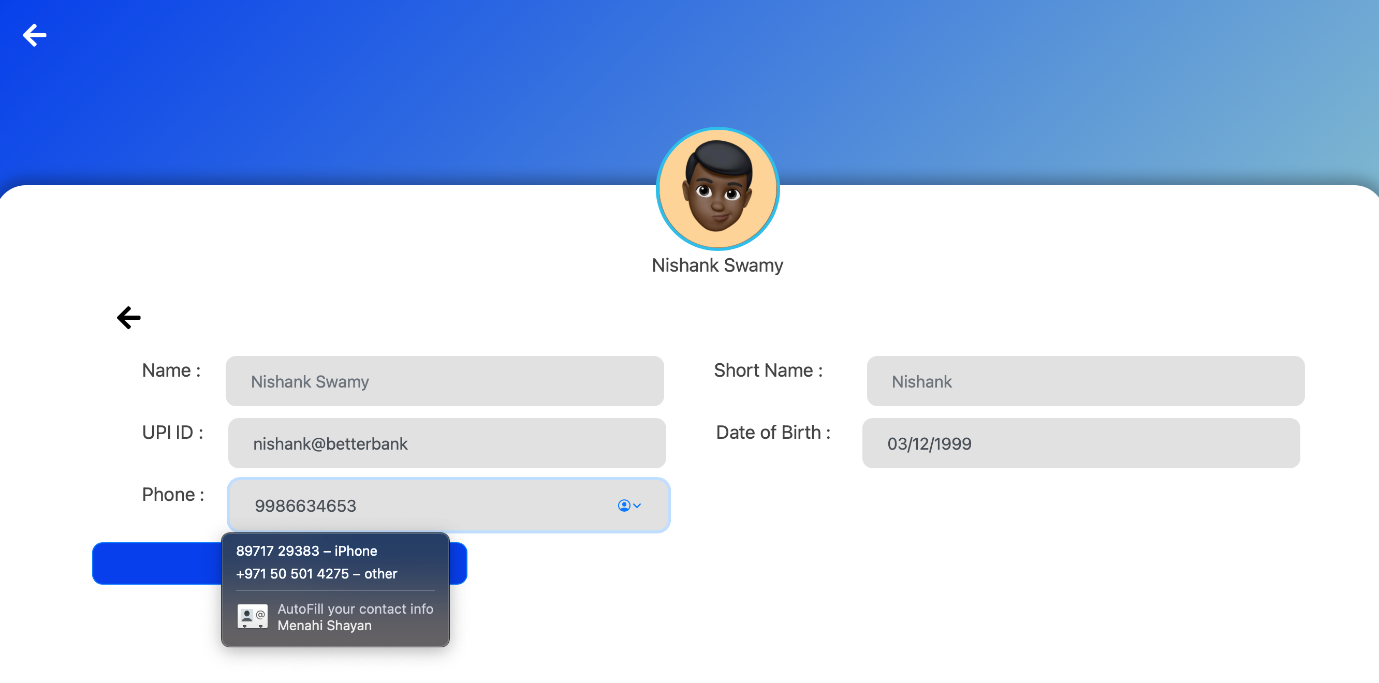 Nishank Swamy
Name :
Nishank Swamy
Short Name :
Nishank
UPI ID :
nishank@betterbank
Date of Birth :
03/12/1999
Phone :
9986634653
89717 29383 – iPhone
+971 50 501 4275 – other
AutoFill your contact info
Menahi Shayan